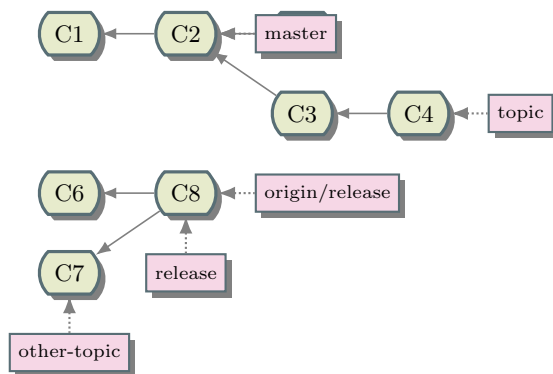 C1 C2 master
C3 C4 topic
C6 C8 origin/release
C7 release
other-topic